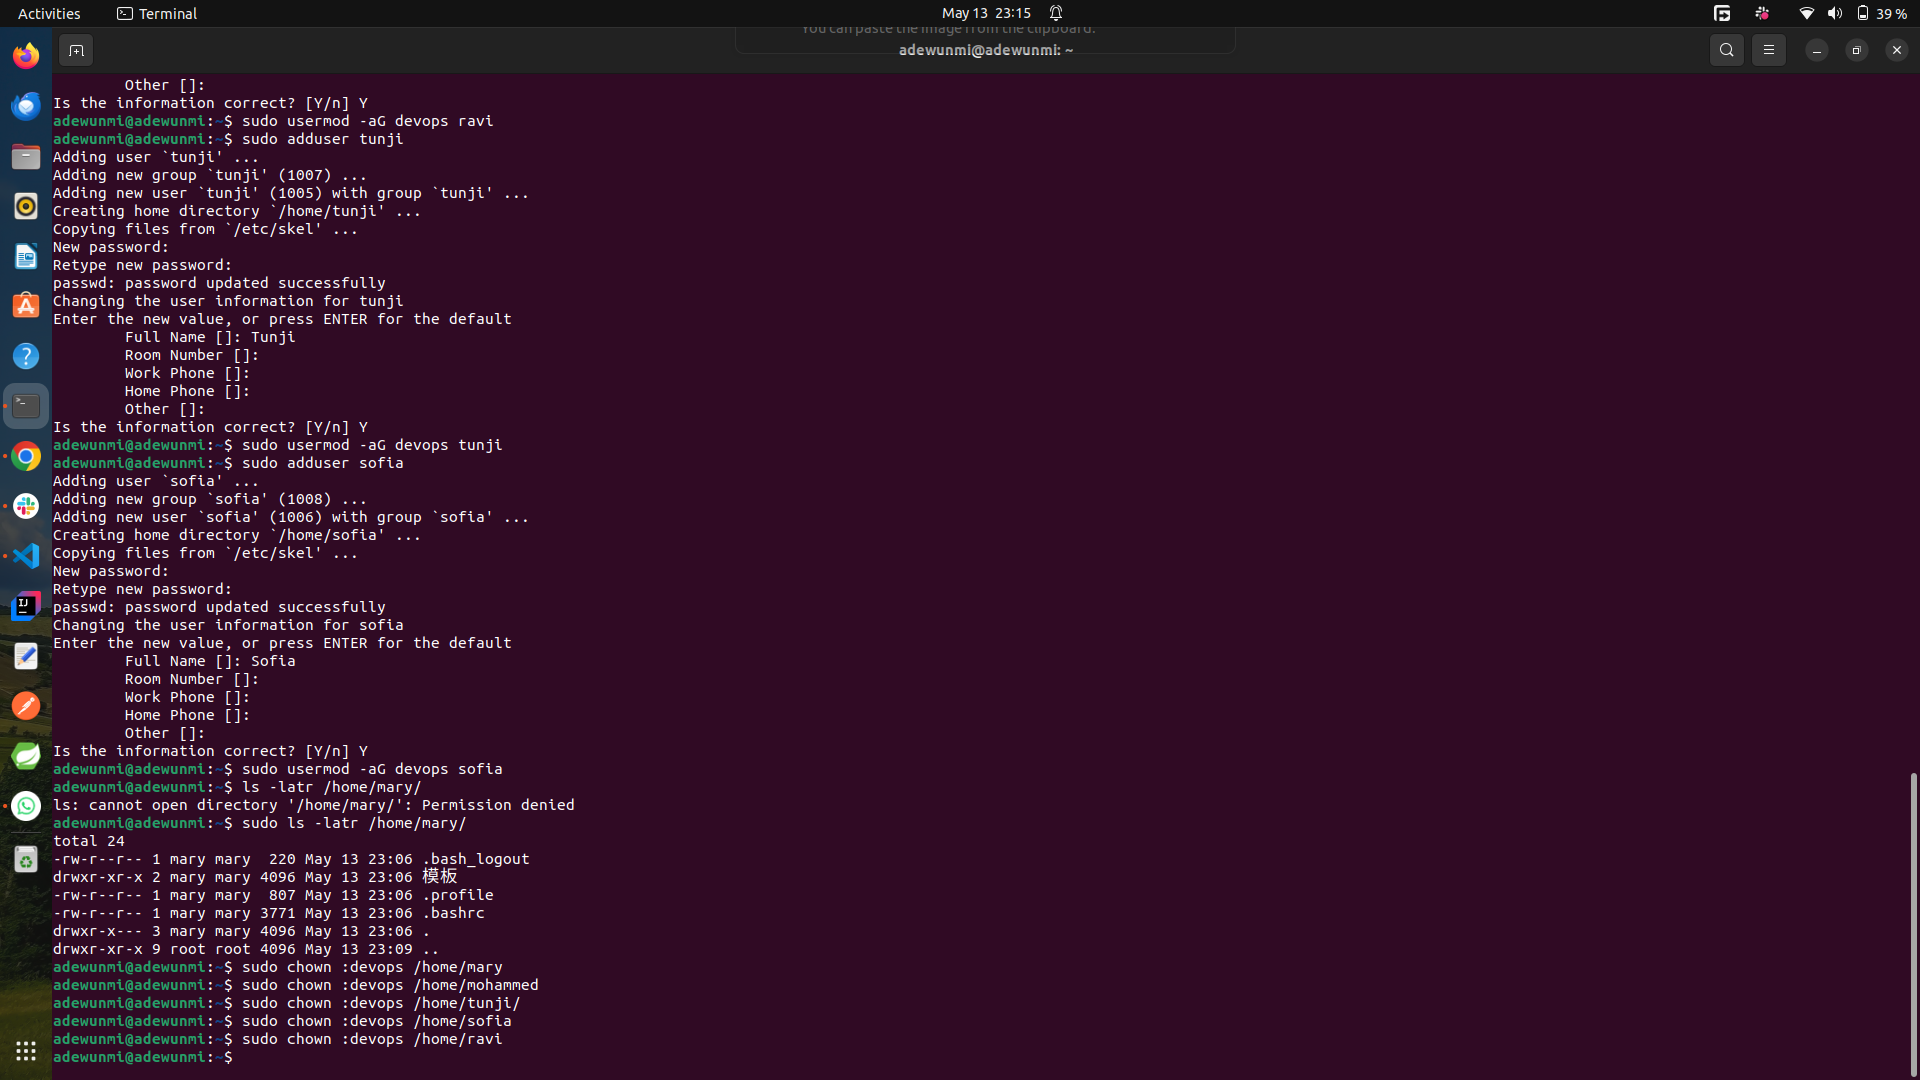 Activities
Terminal
May 13 23:15
39 %
You can paste the image from the clipboard.
adewunmi@adewunmi: ~
        Other []:
Is the information correct? [Y/n] Y
adewunmi@adewunmi:~$ sudo usermod -aG devops ravi
adewunmi@adewunmi:~$ sudo adduser tunji
Adding user `tunji' ...
Adding new group `tunji' (1007) ...
Adding new user `tunji' (1005) with group `tunji' ...
Creating home directory `/home/tunji' ...
Copying files from `/etc/skel' ...
New password:
Retype new password:
passwd: password updated successfully
Changing the user information for tunji
Enter the new value, or press ENTER for the default
        Full Name []: Tunji
        Room Number []:
        Work Phone []:
        Home Phone []:
        Other []:
Is the information correct? [Y/n] Y
adewunmi@adewunmi:~$ sudo usermod -aG devops tunji
adewunmi@adewunmi:~$ sudo adduser sofia
Adding user `sofia' ...
Adding new group `sofia' (1008) ...
Adding new user `sofia' (1006) with group `sofia' ...
Creating home directory `/home/sofia' ...
Copying files from `/etc/skel' ...
New password:
Retype new password:
passwd: password updated successfully
Changing the user information for sofia
Enter the new value, or press ENTER for the default
        Full Name []: Sofia
        Room Number []:
        Work Phone []:
        Home Phone []:
        Other []:
Is the information correct? [Y/n] Y
adewunmi@adewunmi:~$ sudo usermod -aG devops sofia
adewunmi@adewunmi:~$ ls -latr /home/mary/
ls: cannot open directory '/home/mary/': Permission denied
adewunmi@adewunmi:~$ sudo ls -latr /home/mary/
total 24
-rw-r--r-- 1 mary mary  220 May 13 23:06 .bash_logout
drwxr-xr-x 2 mary mary 4096 May 13 23:06 模板
-rw-r--r-- 1 mary mary  807 May 13 23:06 .profile
-rw-r--r-- 1 mary mary 3771 May 13 23:06 .bashrc
drwxr-x--- 3 mary mary 4096 May 13 23:06 .
drwxr-xr-x 9 root root 4096 May 13 23:09 ..
adewunmi@adewunmi:~$ sudo chown :devops /home/mary
adewunmi@adewunmi:~$ sudo chown :devops /home/mohammed
adewunmi@adewunmi:~$ sudo chown :devops /home/tunji/
adewunmi@adewunmi:~$ sudo chown :devops /home/sofia
adewunmi@adewunmi:~$ sudo chown :devops /home/ravi
adewunmi@adewunmi:~$